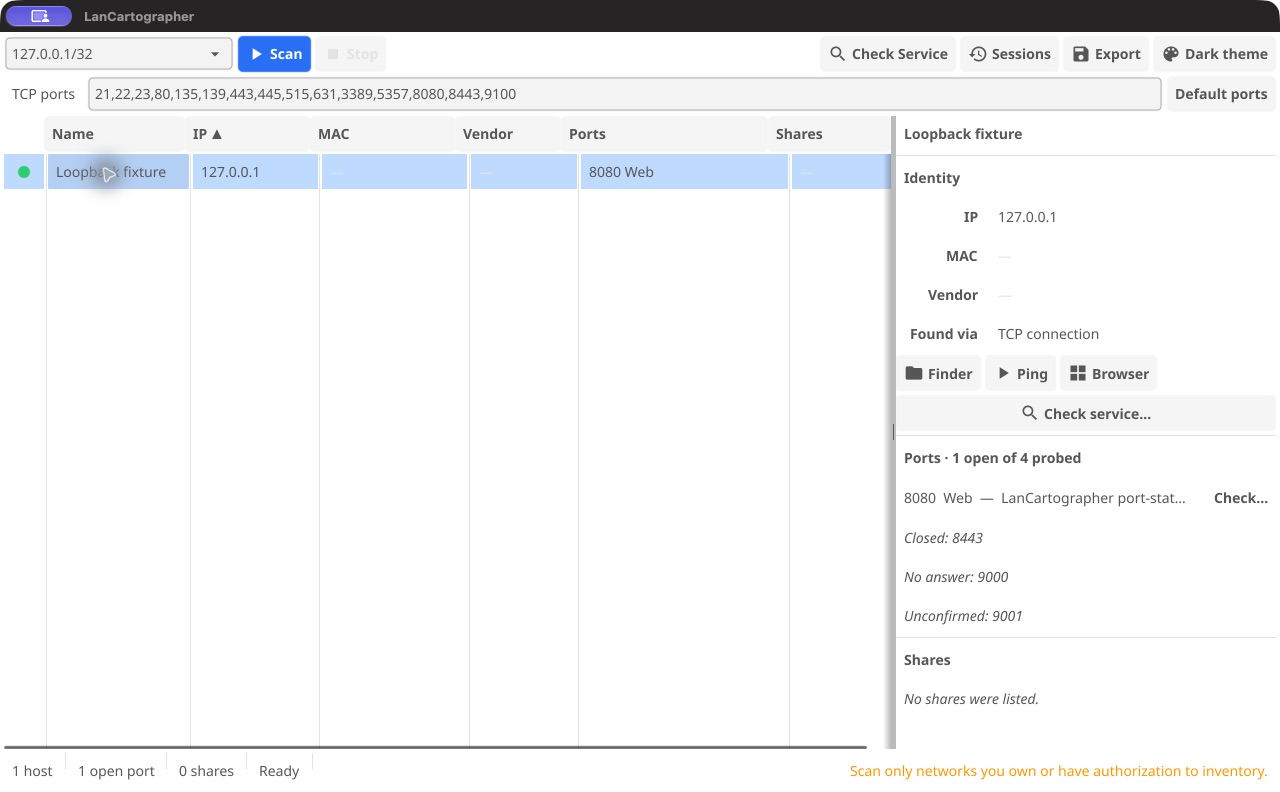 LanCartographer
127.0.0.1/32 Scan Stop Check Service Sessions Export Dark theme
TCP ports 21,22,23,80,135,139,443,445,515,631,3389,5357,8080,8443,9100 Default ports
Name IP ▲ MAC Vendor Ports Shares
Loopback fixture 127.0.0.1 — — 8080 Web —
Loopback fixture
Identity
IP 127.0.0.1
MAC —
Vendor —
Found via TCP connection
Finder Ping Browser
Check service...
Ports · 1 open of 4 probed
8080 Web — LanCartographer port-stat... Check...
Closed: 8443
No answer: 9000
Unconfirmed: 9001
Shares
No shares were listed.
1 host 1 open port 0 shares Ready Scan only networks you own or have authorization to inventory.